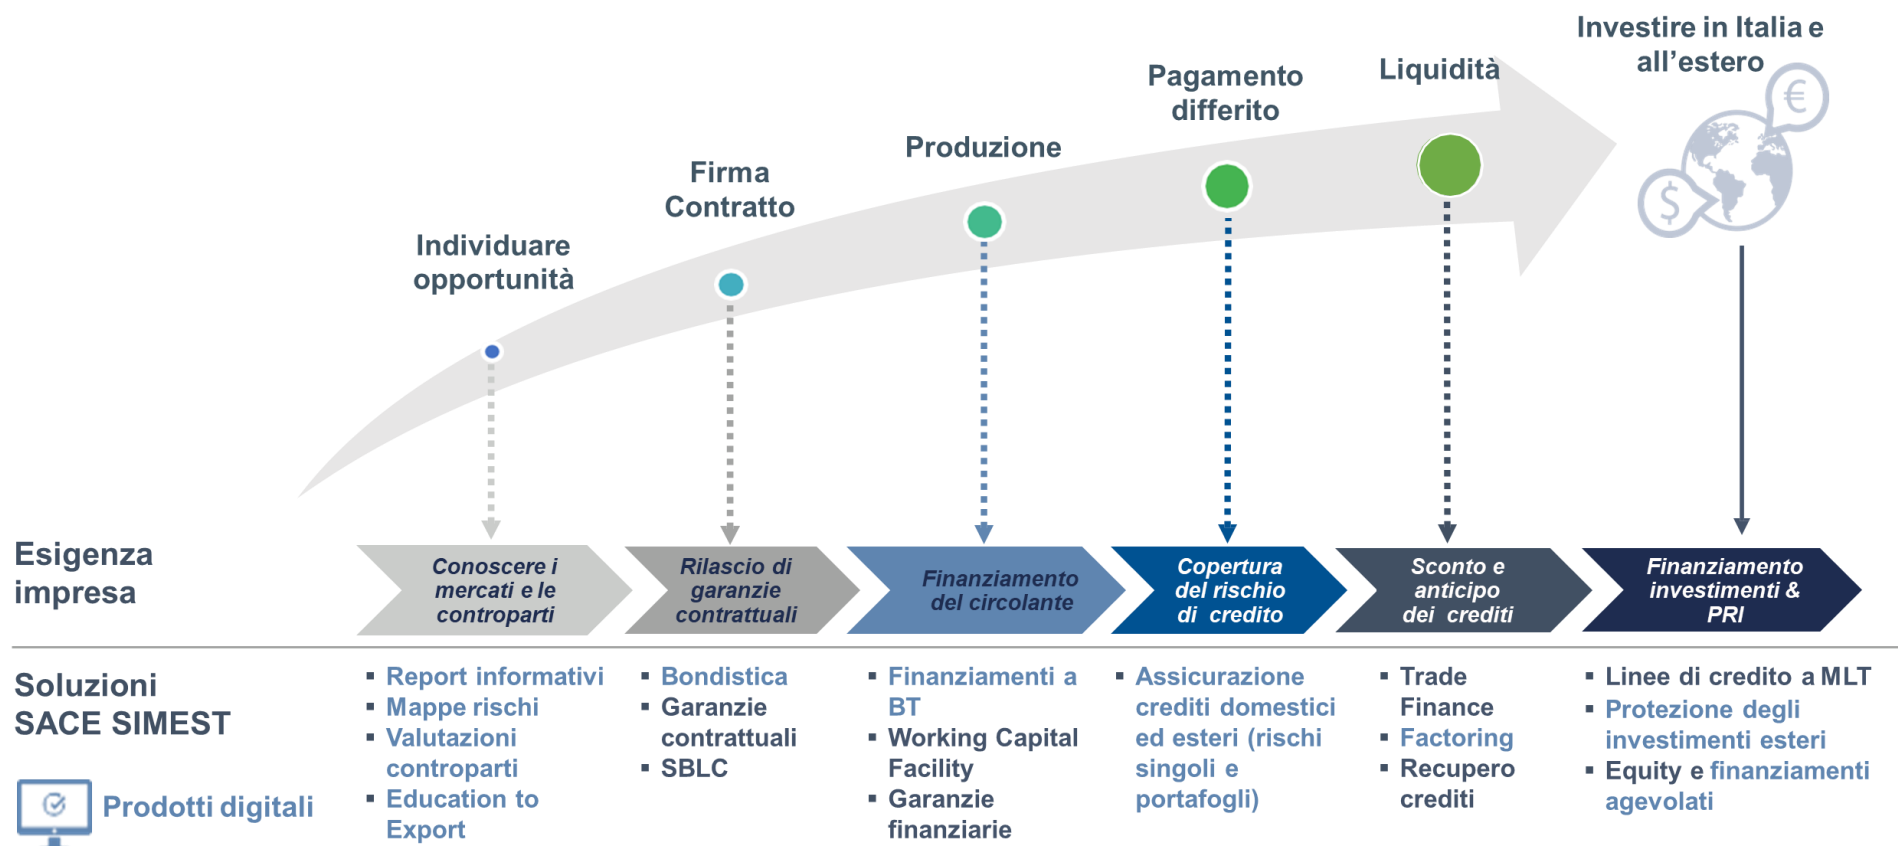 Investire in Italia e
all'estero
€
$
Liquidità
Pagamento
differito
Produzione
Firma
Contratto
Individuare
opportunità
Esigenza
impresa
Conoscere i
mercati e le
controparti
Rilascio di
garanzie
contrattuali
Finanziamento
del circolante
Copertura
del rischio
di credito
Sconto e
anticipo
dei crediti
Finanziamento
investimenti &
PRI
Soluzioni
SACE SIMEST
Prodotti digitali
▪ Report informativi
▪ Mappe rischi
▪ Valutazioni
controparti
▪ Education to
Export
▪ Bondistica
▪ Garanzie
contrattuali
▪ SBLC
▪ Finanziamenti a
BT
▪ Working Capital
Facility
▪ Garanzie
finanziarie
▪ Assicurazione
crediti domestici
ed esteri (rischi
singoli e
portafogli)
▪ Trade
Finance
▪ Factoring
▪ Recupero
crediti
▪ Linee di credito a MLT
▪ Protezione degli
investimenti esteri
▪ Equity e finanziamenti
agevolati